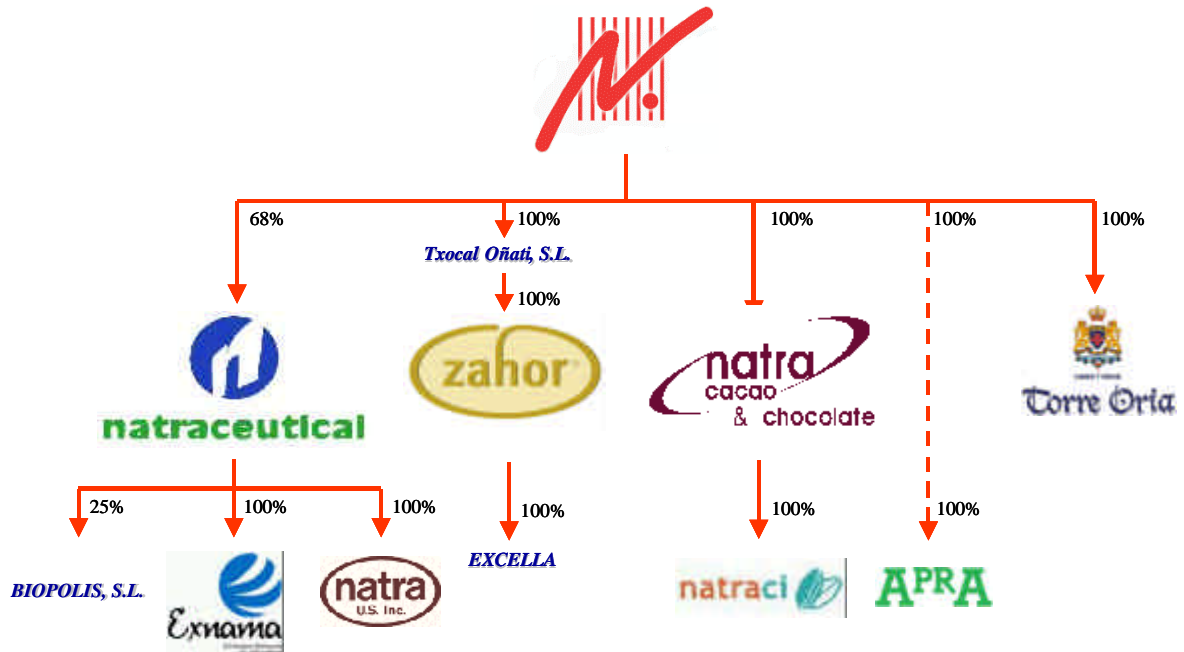 N.
68%
100%
100%
100%
100%
Txocal Oñati, S.L.
100%
natraceutical
zahor
natra
cacao
& chocolate
Torre Oria
25%
100%
100%
100%
100%
100%
BIOPOLIS, S.L.
Exnama
natra
U.S. Inc.
EXCELLA
natraci
APRA